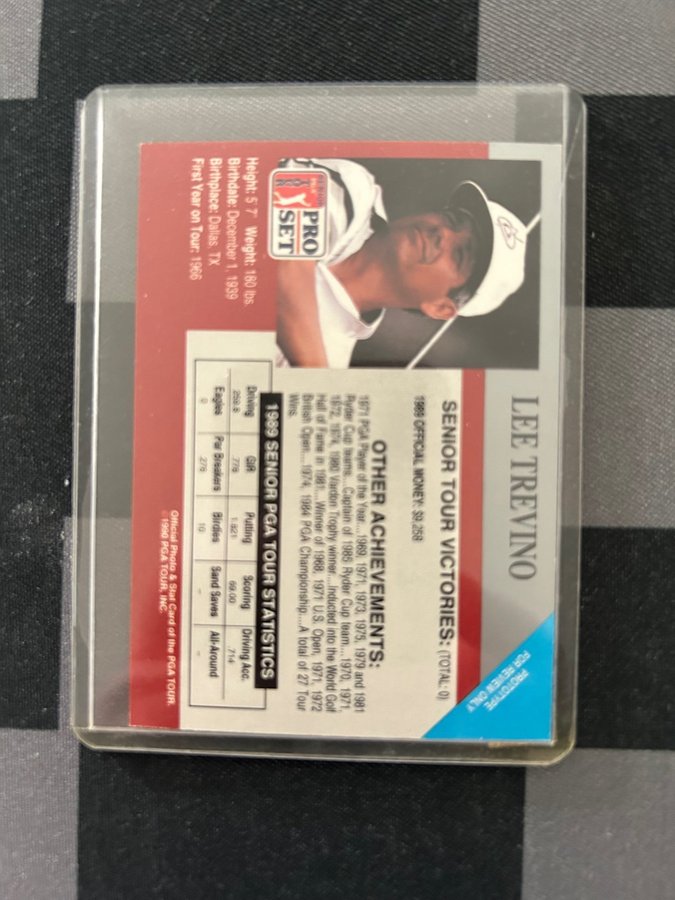 LEE TREVINO
PROTOTYPE
FOR REVIEW ONLY
SENIOR PGA TOUR
PRO
SET
SENIOR TOUR VICTORIES: (TOTAL: 0)
1989 OFFICIAL MONEY: $9,258
OTHER ACHIEVEMENTS:
1971 PGA Player of the Year....1969, 1971, 1973, 1975, 1979 and 1981
Ryder Cup teams....Captain of 1985 Ryder Cup team....1970, 1971,
1972, 1974, 1980 Vardon Trophy winner....Inducted into the World Golf
Hall of Fame in 1981....Winner of 1968, 1971 U.S. Open, 1971, 1972
British Open....1974, 1984 PGA Championship....A total of 27 Tour
Wins.
Height: 5' 7" Weight: 180 lbs.
Birthdate: December 1, 1939
Birthplace: Dallas, TX
First Year on Tour: 1966
1989 SENIOR PGA TOUR STATISTICS
Driving GIR Putting Scoring Driving Acc.
259.8 .778 1.821 69.00 .714
Eagles Par Breakers Birdies Sand Saves All-Around
0 .278 10 -- --
Official Photo & Stat Card of the PGA TOUR.
©1990 PGA TOUR, INC.